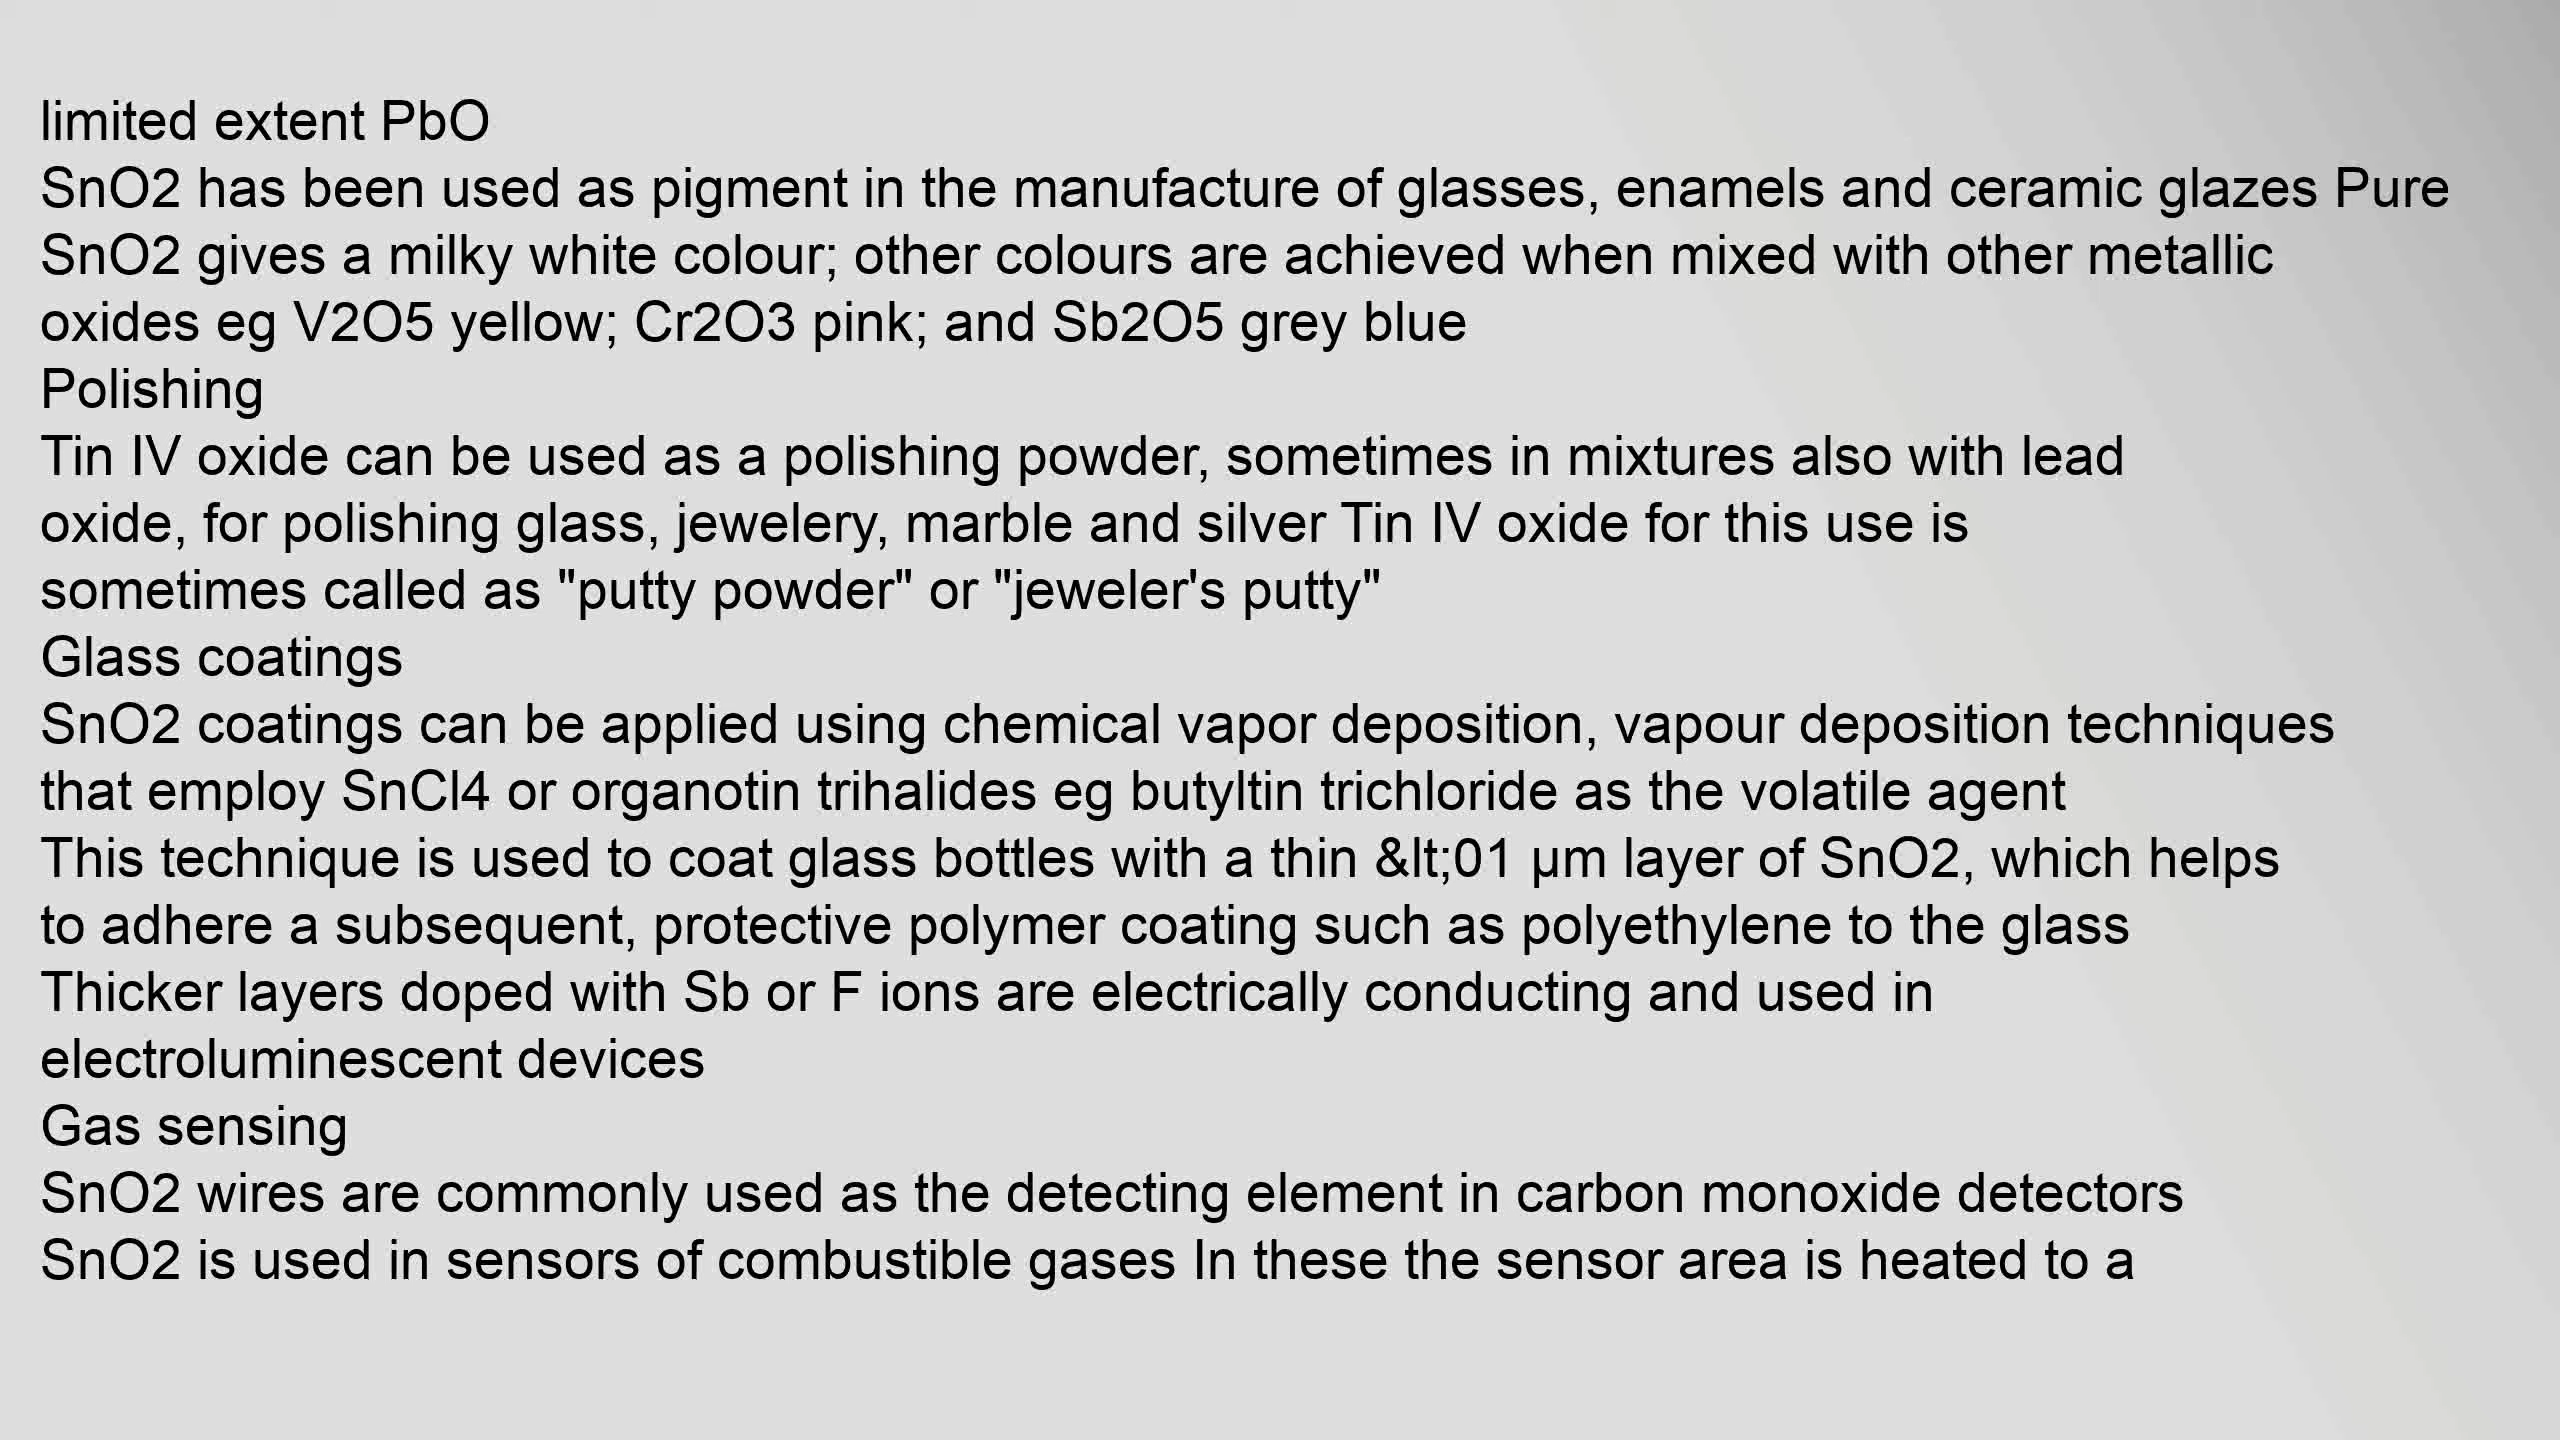 limited extent PbO
SnO2 has been used as pigment in the manufacture of glasses, enamels and ceramic glazes Pure
SnO2 gives a milky white colour; other colours are achieved when mixed with other metallic
oxides eg V2O5 yellow; Cr2O3 pink; and Sb2O5 grey blue
Polishing
Tin IV oxide can be used as a polishing powder, sometimes in mixtures also with lead
oxide, for polishing glass, jewelery, marble and silver Tin IV oxide for this use is
sometimes called as "putty powder" or "jeweler's putty"
Glass coatings
SnO2 coatings can be applied using chemical vapor deposition, vapour deposition techniques
that employ SnCl4 or organotin trihalides eg butyltin trichloride as the volatile agent
This technique is used to coat glass bottles with a thin &lt;01 μm layer of SnO2, which helps
to adhere a subsequent, protective polymer coating such as polyethylene to the glass
Thicker layers doped with Sb or F ions are electrically conducting and used in
electroluminescent devices
Gas sensing
SnO2 wires are commonly used as the detecting element in carbon monoxide detectors
SnO2 is used in sensors of combustible gases In these the sensor area is heated to a